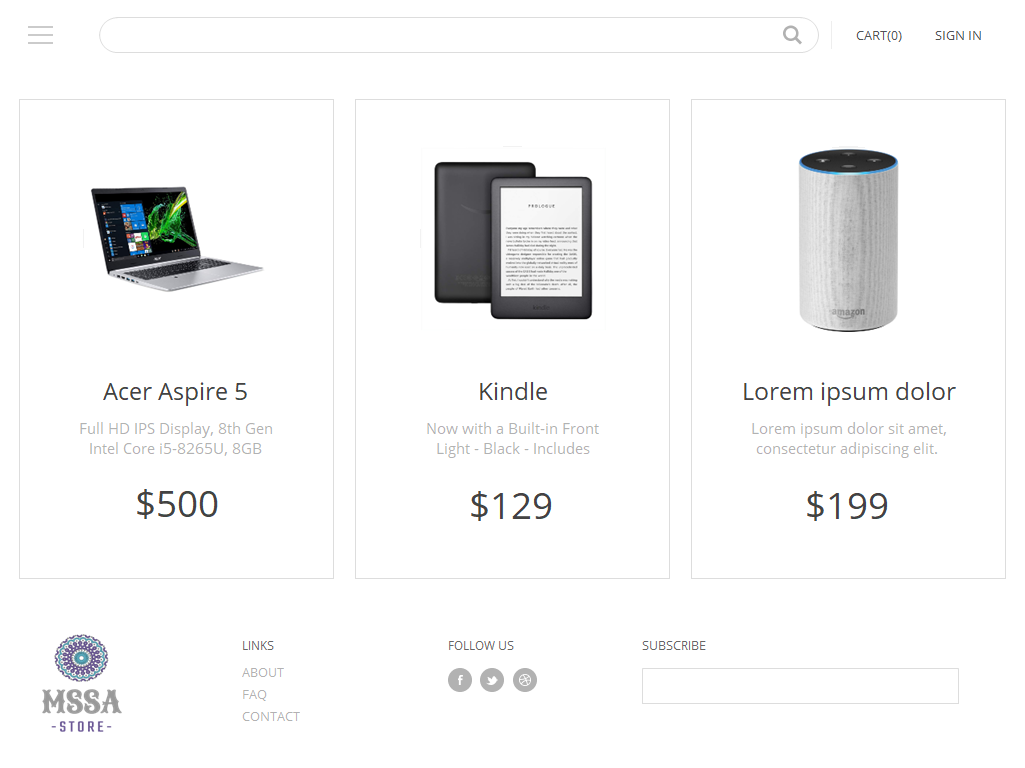 CART(0)
SIGN IN
PROLOGUE
amazon
Acer Aspire 5
Full HD IPS Display, 8th Gen
Intel Core i5-8265U, 8GB
$500
Kindle
Now with a Built-in Front
Light - Black - Includes
$129
Lorem ipsum dolor
Lorem ipsum dolor sit amet,
consectetur adipiscing elit.
$199
MSSA
-STORE-
LINKS
ABOUT
FAQ
CONTACT
FOLLOW US
SUBSCRIBE